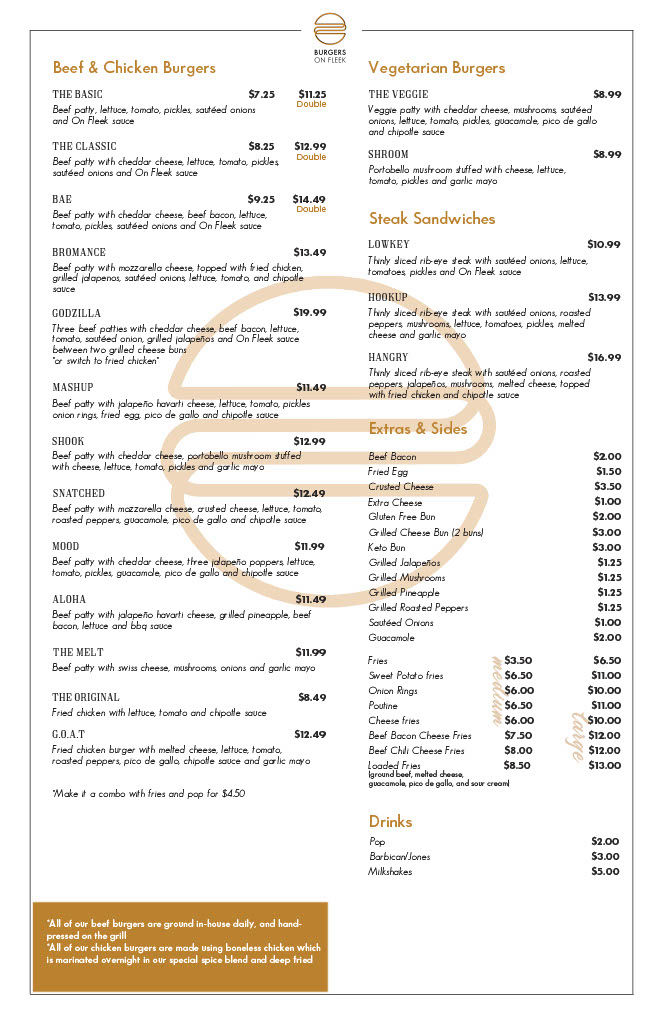 BURGERS
ON FLEEK
Beef & Chicken Burgers
THE BASIC $7.25 $11.25
Double
Beef patty, lettuce, tomato, pickles, sautéed onions
and On Fleek sauce
THE CLASSIC $8.25 $12.99
Double
Beef patty with cheddar cheese, lettuce, tomato, pickles,
sautéed onions and On Fleek sauce
BAE $9.25 $14.49
Double
Beef patty with cheddar cheese, beef bacon, lettuce,
tomato, pickles, sautéed onions and On Fleek sauce
BROMANCE $13.49
Beef patty with mozzarella cheese, topped with fried chicken,
grilled jalapenos, sautéed onions, lettuce, tomato, and chipotle
sauce
GODZILLA $19.99
Three beef patties with cheddar cheese, beef bacon, lettuce,
tomato, sautéed onion, grilled jalapeños and On Fleek sauce
between two grilled cheese buns
"or switch to fried chicken"
MASHUP $11.49
Beef patty with jalapeño havarti cheese, lettuce, tomato, pickles
onion rings, fried egg, pico de gallo and chipotle sauce
SHOOK $12.99
Beef patty with cheddar cheese, portobello mushroom stuffed
with cheese, lettuce, tomato, pickles and garlic mayo
SNATCHED $12.49
Beef patty with mozzarella cheese, crusted cheese, lettuce, tomato,
roasted peppers, guacamole, pico de gallo and chipotle sauce
MOOD $11.99
Beef patty with cheddar cheese, three jalapeño poppers, lettuce,
tomato, pickles, guacamole, pico de gallo and chipotle sauce
ALOHA $11.49
Beef patty with jalapeño havarti cheese, grilled pineapple, beef
bacon, lettuce and bbq sauce
THE MELT $11.99
Beef patty with swiss cheese, mushrooms, onions and garlic mayo
THE ORIGINAL $8.49
Fried chicken with lettuce, tomato and chipotle sauce
G.O.A.T $12.49
Fried chicken burger with melted cheese, lettuce, tomato,
roasted peppers, pico de gallo, chipotle sauce and garlic mayo
*Make it a combo with fries and pop for $4.50
*All of our beef burgers are ground in-house daily, and hand-
pressed on the grill
*All of our chicken burgers are made using boneless chicken which
is marinated overnight in our special spice blend and deep fried
Vegetarian Burgers
THE VEGGIE $8.99
Veggie patty with cheddar cheese, mushrooms, sautéed
onions, lettuce, tomato, pickles, guacamole, pico de gallo
and chipotle sauce
SHROOM $8.99
Portobello mushroom stuffed with cheese, lettuce,
tomato, pickles and garlic mayo
Steak Sandwiches
LOWKEY $10.99
Thinly sliced rib-eye steak with sautéed onions, lettuce,
tomatoes, pickles and On Fleek sauce
HOOKUP $13.99
Thinly sliced rib-eye steak with sautéed onions, roasted
peppers, mushrooms, lettuce, tomatoes, pickles, melted
cheese and garlic mayo
HANGRY $16.99
Thinly sliced rib-eye steak with sautéed onions, roasted
peppers, jalapeños, mushrooms, melted cheese, topped
with fried chicken and chipotle sauce
Extras & Sides
Beef Bacon $2.00
Fried Egg $1.50
Crusted Cheese $3.50
Extra Cheese $1.00
Gluten Free Bun $2.00
Grilled Cheese Bun (2 buns) $3.00
Keto Bun $3.00
Grilled Jalapeños $1.25
Grilled Mushrooms $1.25
Grilled Pineapple $1.25
Grilled Roasted Peppers $1.25
Sautéed Onions $1.00
Guacamole $2.00
medium
large
Fries $3.50 $6.50
Sweet Potato fries $6.50 $11.00
Onion Rings $6.00 $10.00
Poutine $6.50 $11.00
Cheese fries $6.00 $10.00
Beef Bacon Cheese Fries $7.50 $12.00
Beef Chili Cheese Fries $8.00 $12.00
Loaded Fries $8.50 $13.00
(ground beef, melted cheese,
guacamole, pico de gallo, and sour cream)
Drinks
Pop $2.00
Barbican/Jones $3.00
Milkshakes $5.00